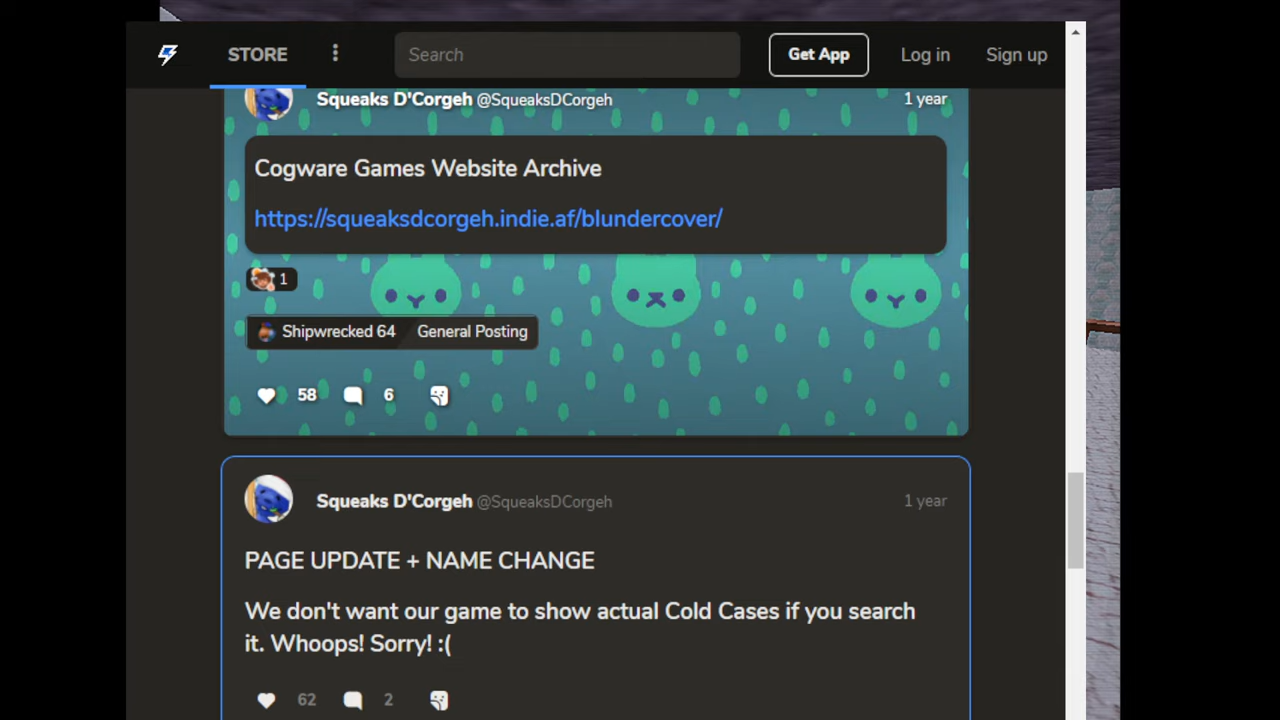 STORE
Search
Get App
Log in
Sign up
Squeaks D'Corgeh @SqueaksDCorgeh
1 year
Cogware Games Website Archive
https://squeaksdcorgeh.indie.af/blundercover/
1
Shipwrecked 64
General Posting
58
6
Squeaks D'Corgeh @SqueaksDCorgeh
1 year
PAGE UPDATE + NAME CHANGE
We don't want our game to show actual Cold Cases if you search
it. Whoops! Sorry! :(
62
2